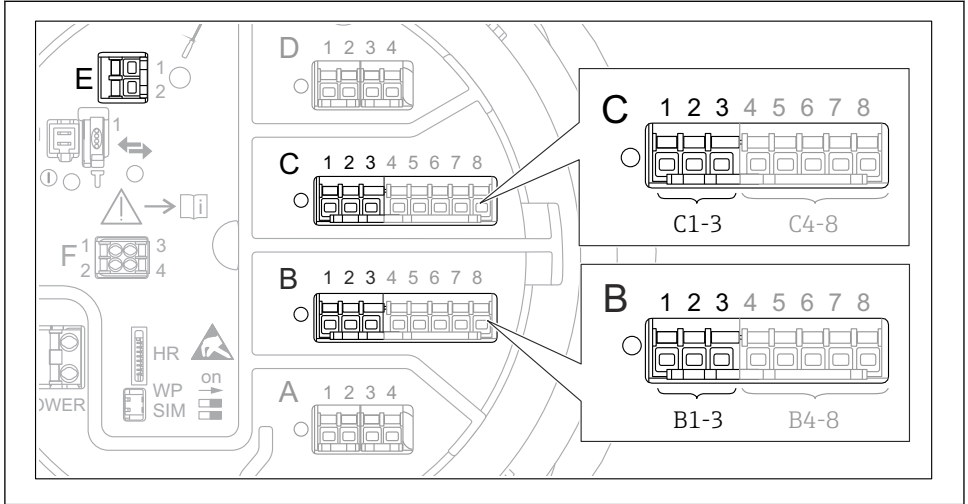 D 1 2 3 4
E 1
2
1
C 1 2 3 4 5 6 7 8
C 1 2 3 4 5 6 7 8
C1-3 C4-8
i
F 1 3
2 4
B 1 2 3 4 5 6 7 8
B 1 2 3 4 5 6 7 8
B1-3 B4-8
HR
on
WP
SIM
OWER
A 1 2 3 4